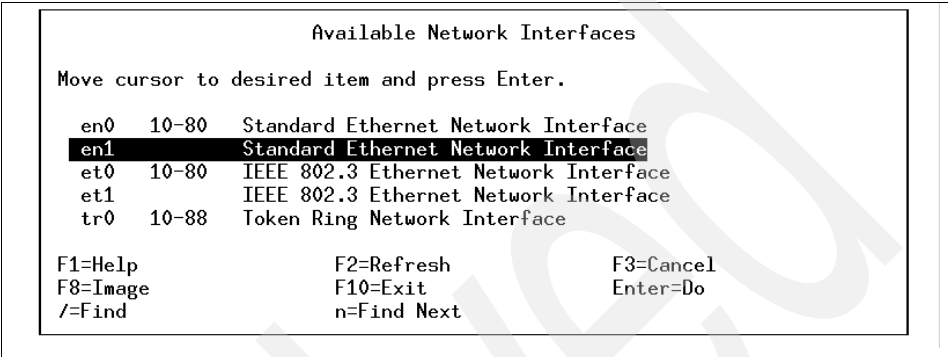 Available Network Interfaces
Move cursor to desired item and press Enter.
en0 10-80 Standard Ethernet Network Interface
en1 Standard Ethernet Network Interface
et0 10-80 IEEE 802.3 Ethernet Network Interface
et1 IEEE 802.3 Ethernet Network Interface
tr0 10-88 Token Ring Network Interface
F1=Help F2=Refresh F3=Cancel
F8=Image F10=Exit Enter=Do
/=Find n=Find Next